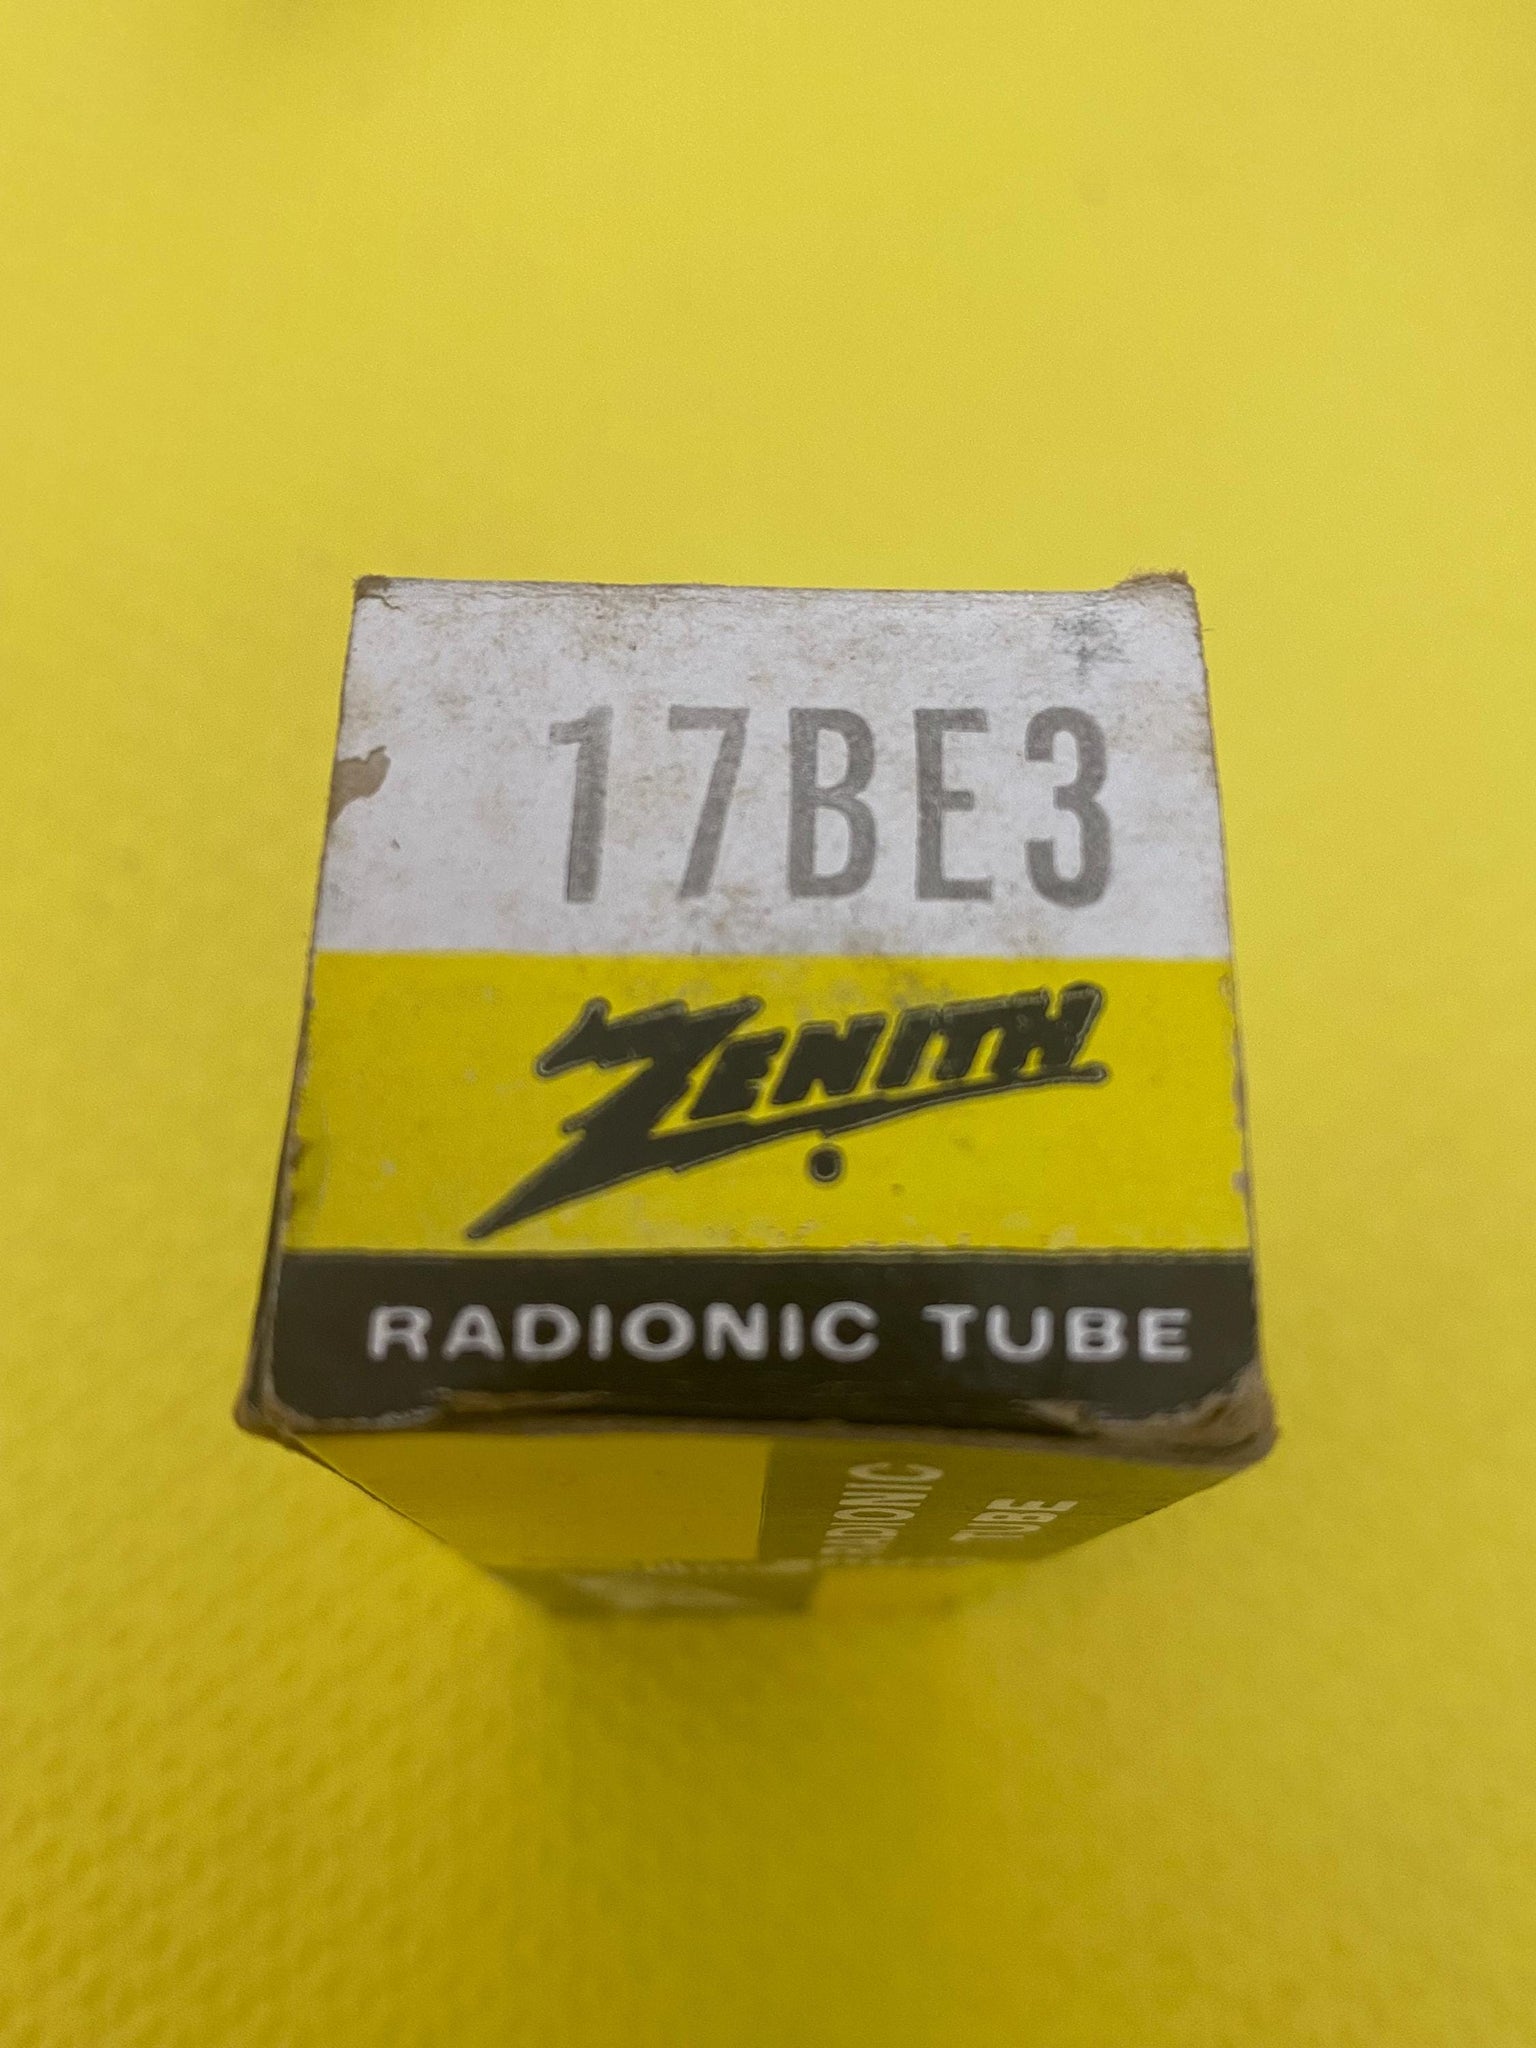 17BE3
ZENITH
RADIONIC TUBE
RADIONIC
TUBE